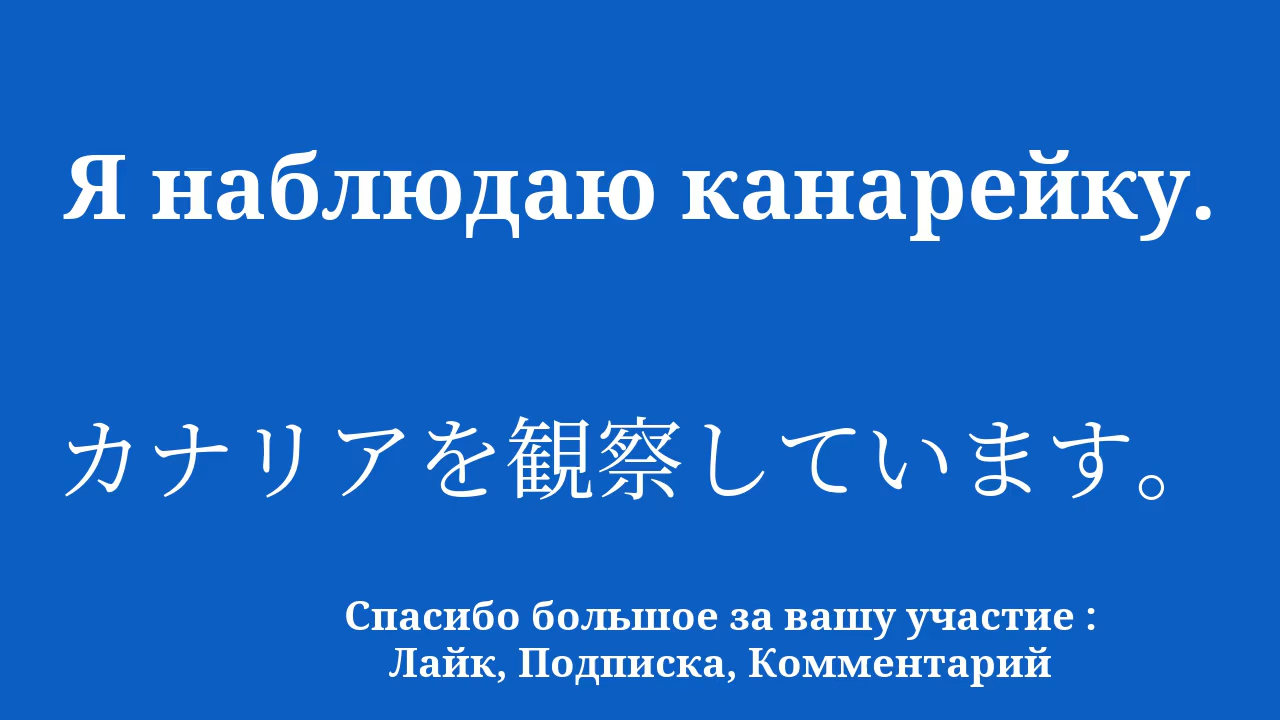 Я наблюдаю канарейку.
カナリアを観察しています。
Спасибо большое за вашу участие :
Лайк, Подписка, Комментарий